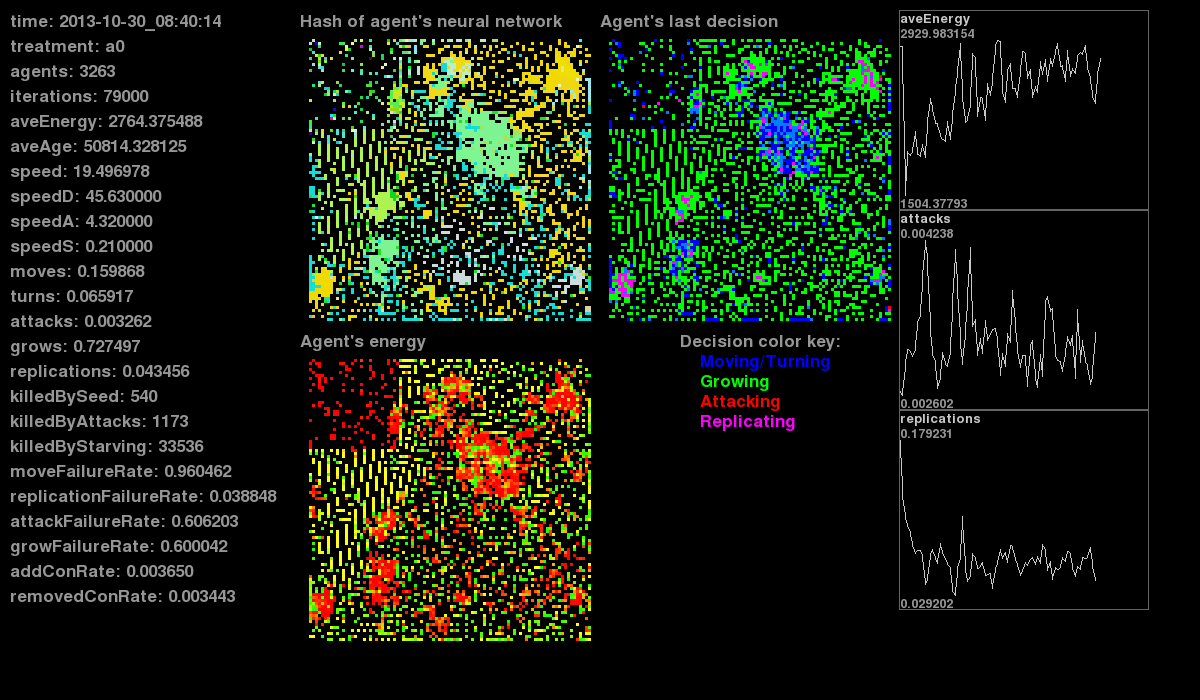 time: 2013-10-30_08:40:14
treatment: a0
agents: 3263
iterations: 79000
aveEnergy: 2764.375488
aveAge: 50814.328125
speed: 19.496978
speedD: 45.630000
speedA: 4.320000
speedS: 0.210000
moves: 0.159868
turns: 0.065917
attacks: 0.003262
grows: 0.727497
replications: 0.043456
killedBySeed: 540
killedByAttacks: 1173
killedByStarving: 33536
moveFailureRate: 0.960462
replicationFailureRate: 0.038848
attackFailureRate: 0.606203
growFailureRate: 0.600042
addConRate: 0.003650
removedConRate: 0.003443
Hash of agent's neural network
Agent's last decision
Agent's energy
Decision color key:
Moving/Turning
Growing
Attacking
Replicating
aveEnergy
2929.983154
1504.37793
attacks
0.004238
0.002602
replications
0.179231
0.029202